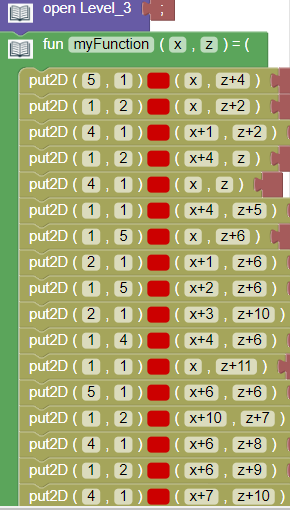 open Level_3 ;
fun myFunction ( x , z ) = (
put2D ( 5 , 1 ) ( x , z+4 )
put2D ( 1 , 2 ) ( x , z+2 )
put2D ( 4 , 1 ) ( x+1 , z+2 )
put2D ( 1 , 2 ) ( x+4 , z )
put2D ( 4 , 1 ) ( x , z )
put2D ( 1 , 1 ) ( x+4 , z+5 )
put2D ( 1 , 5 ) ( x , z+6 )
put2D ( 2 , 1 ) ( x+1 , z+6 )
put2D ( 1 , 5 ) ( x+2 , z+6 )
put2D ( 2 , 1 ) ( x+3 , z+10 )
put2D ( 1 , 4 ) ( x+4 , z+6 )
put2D ( 1 , 1 ) ( x , z+11 )
put2D ( 5 , 1 ) ( x+6 , z+6 )
put2D ( 1 , 2 ) ( x+10 , z+7 )
put2D ( 4 , 1 ) ( x+6 , z+8 )
put2D ( 1 , 2 ) ( x+6 , z+9 )
put2D ( 4 , 1 ) ( x+7 , z+10 )